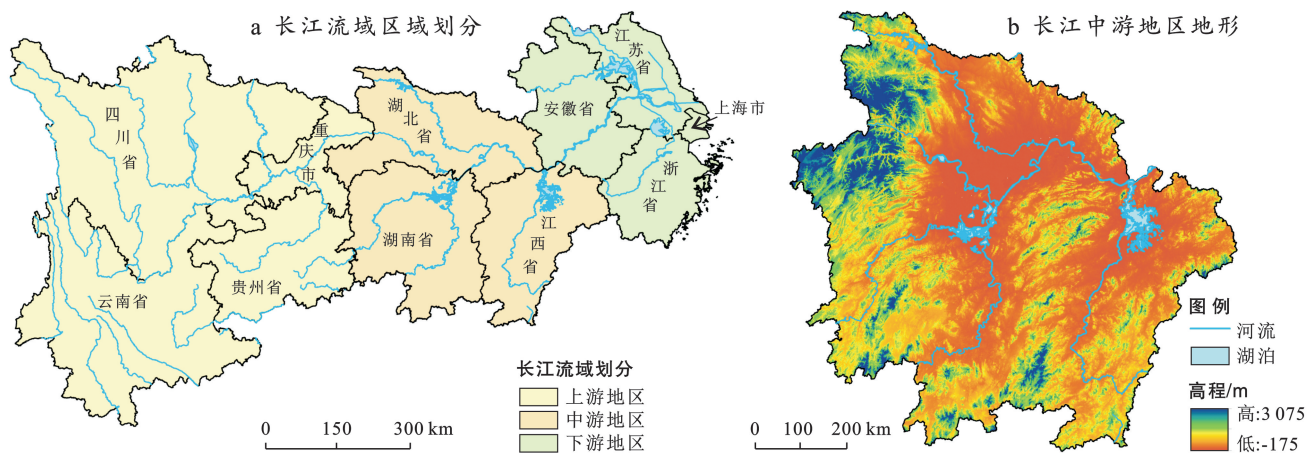 a 长江流域区域划分
四川省
重庆市
云南省
贵州省
湖北省
湖南省
江西省
安徽省
江苏省
上海市
浙江省
长江流域划分
上游地区
中游地区
下游地区
0 150 300 km
b 长江中游地区地形
图例
河流
湖泊
高程/m
高:3 075
低:-175
0 100 200 km